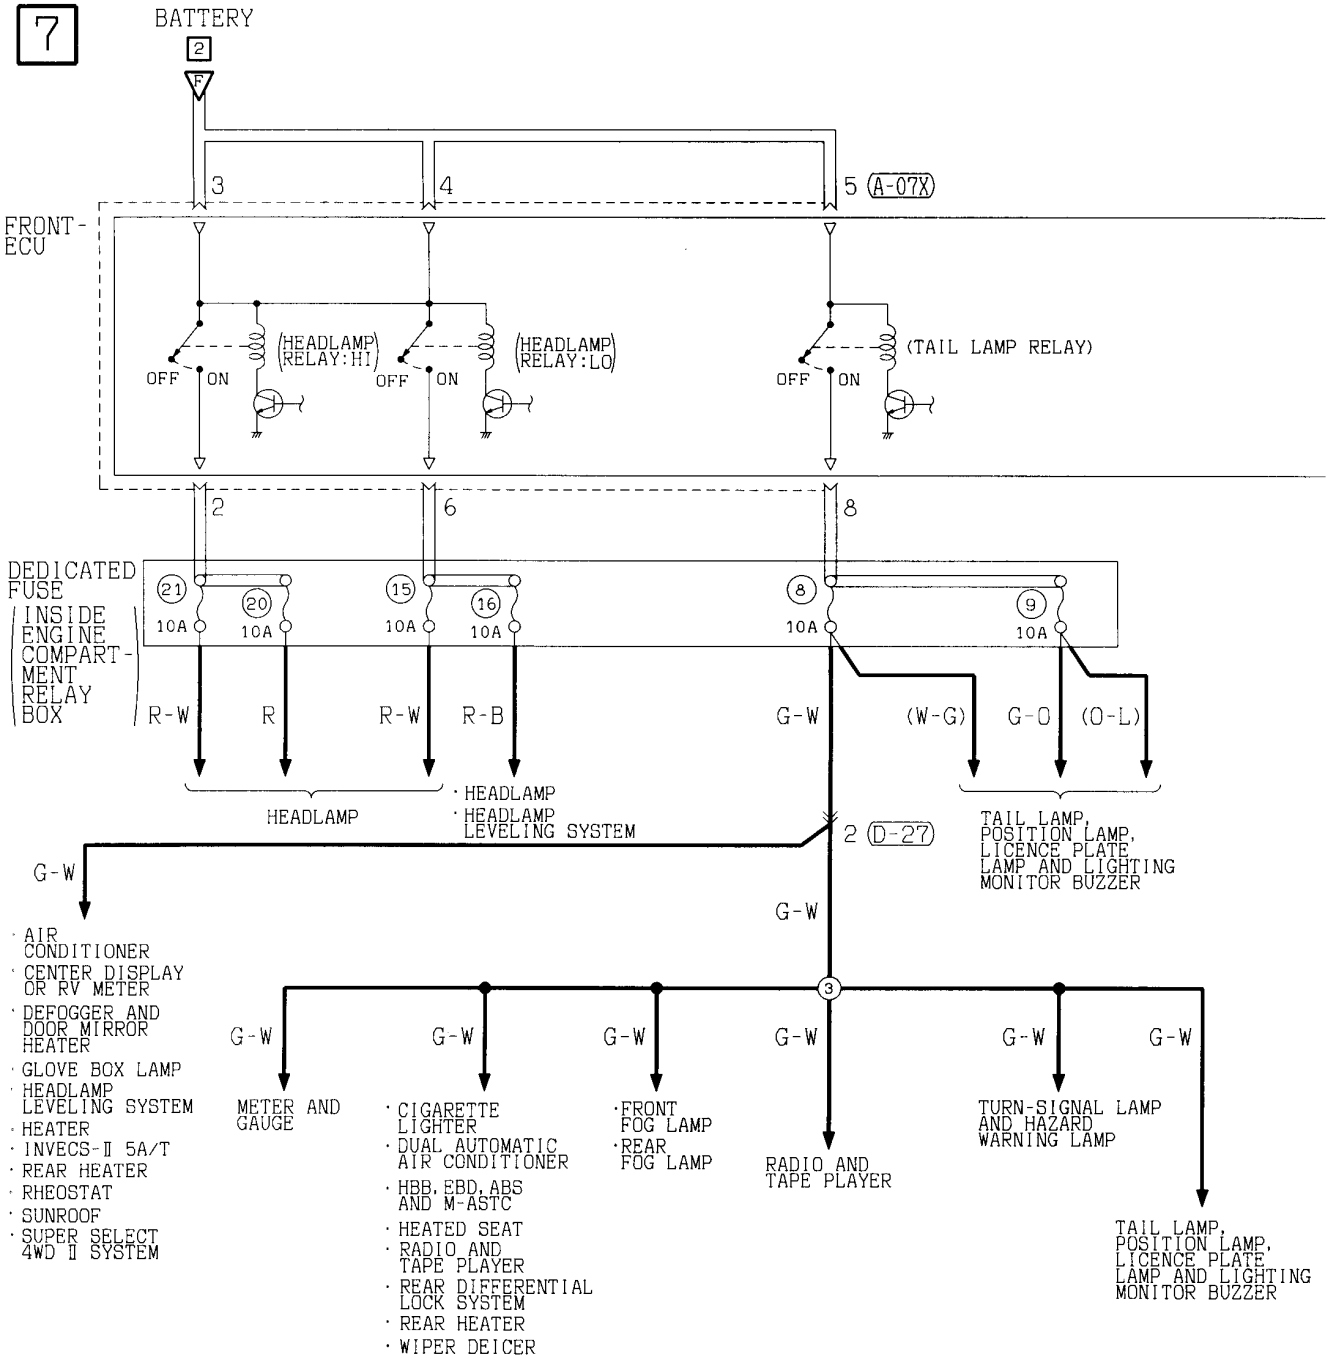 7
BATTERY
2
F
3
4
5 (A-07X)
FRONT-
ECU
(HEADLAMP
RELAY:HI)
(HEADLAMP
RELAY:LO)
(TAIL LAMP RELAY)
OFF ON
OFF ON
OFF ON
2
6
8
DEDICATED
FUSE
(INSIDE
ENGINE
COMPART-
MENT
RELAY
BOX)
21
20
15
16
8
9
10A
10A
10A
10A
10A
10A
R-W
R
R-W
R-B
G-W
(W-G)
G-O
(O-L)
HEADLAMP
· HEADLAMP
· HEADLAMP
LEVELING SYSTEM
TAIL LAMP,
POSITION LAMP,
LICENCE PLATE
LAMP AND LIGHTING
MONITOR BUZZER
2 (D-27)
G-W
G-W
· AIR
CONDITIONER
· CENTER DISPLAY
OR RV METER
· DEFOGGER AND
DOOR MIRROR
HEATER
· GLOVE BOX LAMP
· HEADLAMP
LEVELING SYSTEM
· HEATER
· INVECS-Ⅱ 5A/T
· REAR HEATER
· RHEOSTAT
· SUNROOF
· SUPER SELECT
4WD Ⅱ SYSTEM
3
G-W
G-W
G-W
G-W
G-W
G-W
METER AND
GAUGE
· CIGARETTE
LIGHTER
· DUAL AUTOMATIC
AIR CONDITIONER
· HBB, EBD, ABS
AND M-ASTC
· HEATED SEAT
· RADIO AND
TAPE PLAYER
· REAR DIFFERENTIAL
LOCK SYSTEM
· REAR HEATER
· WIPER DEICER
· FRONT
FOG LAMP
· REAR
FOG LAMP
RADIO AND
TAPE PLAYER
TURN-SIGNAL LAMP
AND HAZARD
WARNING LAMP
TAIL LAMP,
POSITION LAMP,
LICENCE PLATE
LAMP AND LIGHTING
MONITOR BUZZER